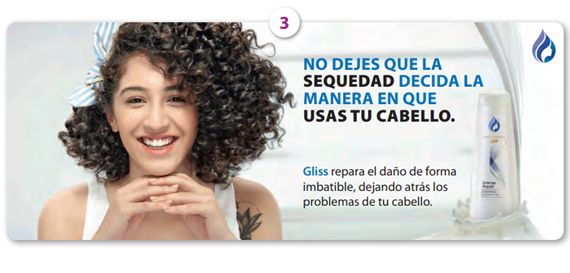 3
NO DEJES QUE LA
SEQUEDAD DECIDA LA
MANERA EN QUE
USAS TU CABELLO.
Gliss repara el daño de forma
imbatible, dejando atrás los
problemas de tu cabello.